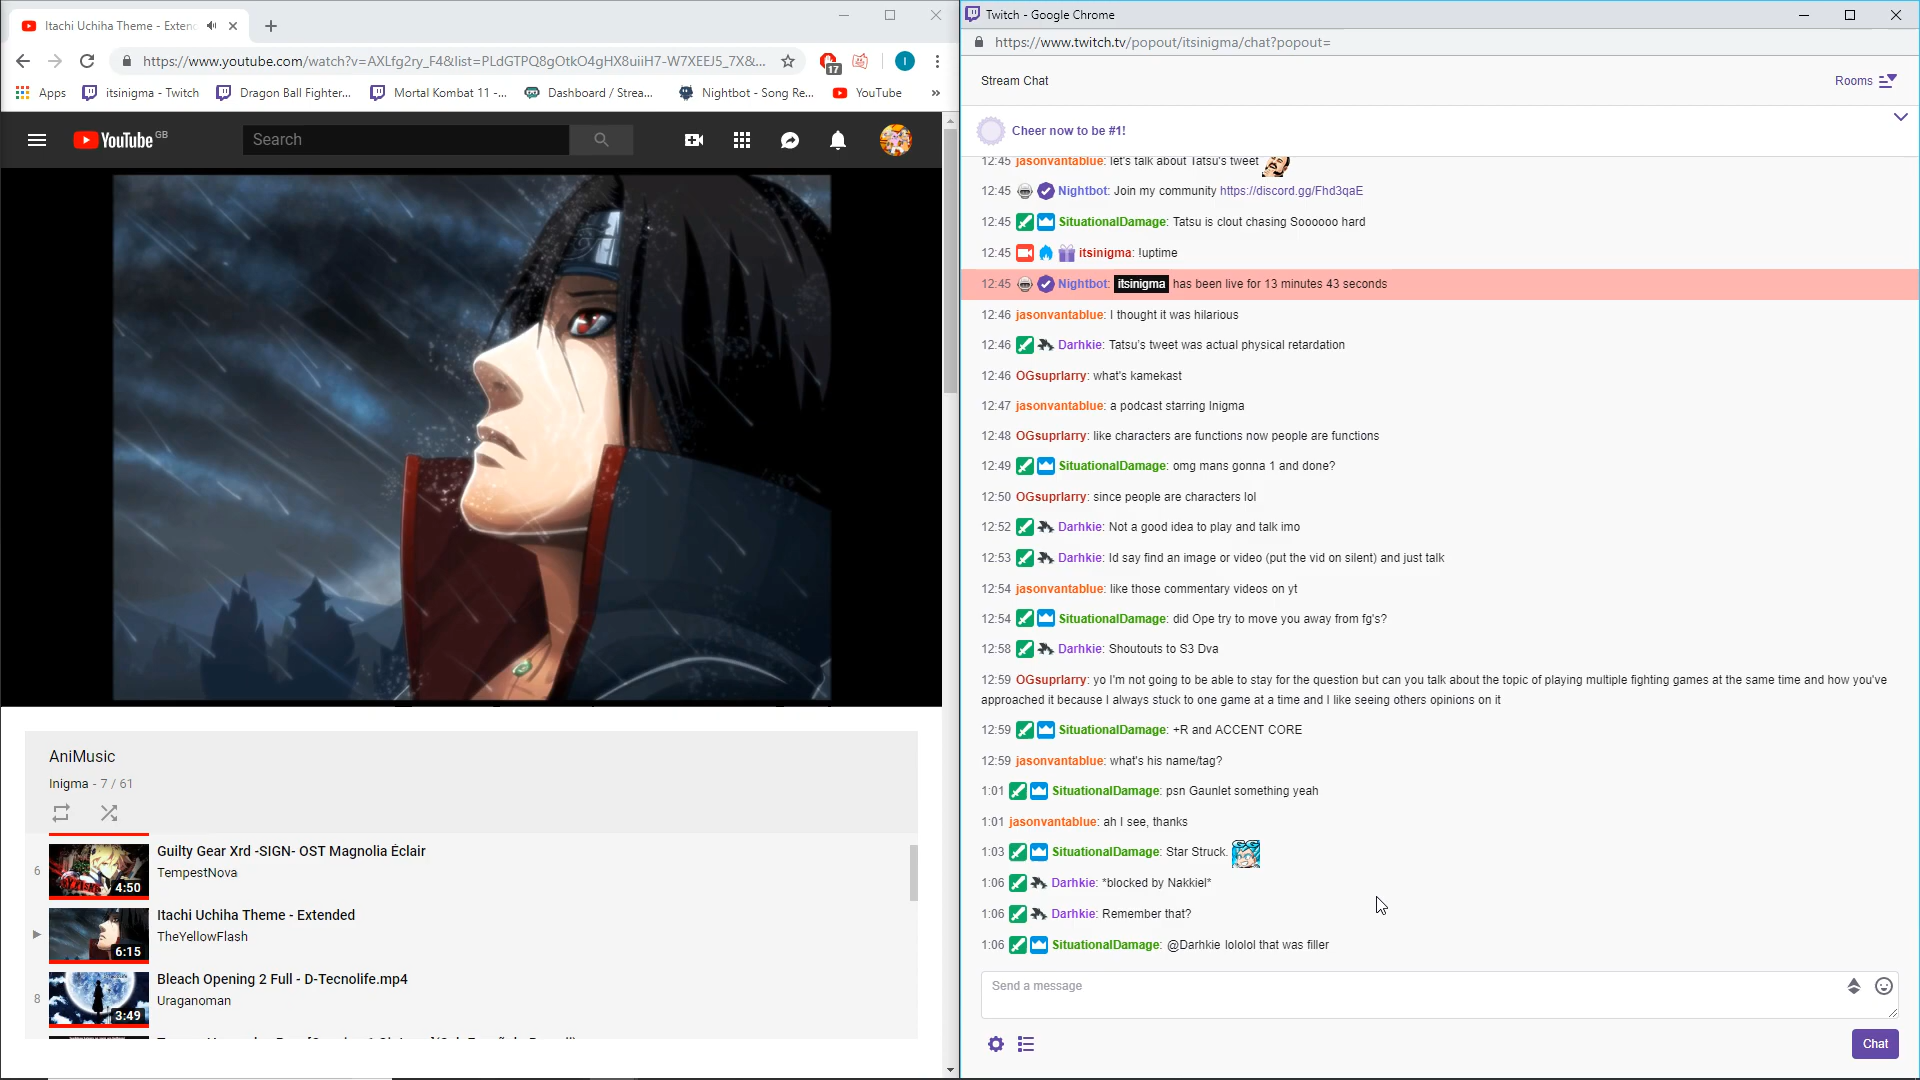 Itachi Uchiha Theme - Exten
https://www.youtube.com/watch?v=AXLfg2ry_F4&list=PLdGTPQ8gOtkO4gHX8uiiH7-W7XEEJ5_7X&...
17
Apps
itsinigma - Twitch
Dragon Ball Fighter...
Mortal Kombat 11 -...
Dashboard / Strea...
Nightbot - Song Re...
YouTube
»
YouTube GB
Search
AniMusic
Inigma - 7 / 61
6
4:50
Guilty Gear Xrd -SIGN- OST Magnolia Éclair
TempestNova
6:15
Itachi Uchiha Theme - Extended
TheYellowFlash
8
3:49
Bleach Opening 2 Full - D-Tecnolife.mp4
Uraganoman
Twitch - Google Chrome
https://www.twitch.tv/popout/itsinigma/chat?popout=
Stream Chat
Rooms
Cheer now to be #1!
12:45 jasonvantablue: let's talk about Tatsu's tweet
12:45 Nightbot: Join my community https://discord.gg/Fhd3qaE
12:45 SituationalDamage: Tatsu is clout chasing Soooooo hard
12:45 itsinigma: !uptime
12:45 Nightbot: itsinigma has been live for 13 minutes 43 seconds
12:46 jasonvantablue: I thought it was hilarious
12:46 Darhkie: Tatsu's tweet was actual physical retardation
12:46 OGsuprlarry: what's kamekast
12:47 jasonvantablue: a podcast starring Inigma
12:48 OGsuprlarry: like characters are functions now people are functions
12:49 SituationalDamage: omg mans gonna 1 and done?
12:50 OGsuprlarry: since people are characters lol
12:52 Darhkie: Not a good idea to play and talk imo
12:53 Darhkie: Id say find an image or video (put the vid on silent) and just talk
12:54 jasonvantablue: like those commentary videos on yt
12:54 SituationalDamage: did Ope try to move you away from fg's?
12:58 Darhkie: Shoutouts to S3 Dva
12:59 OGsuprlarry: yo I'm not going to be able to stay for the question but can you talk about the topic of playing multiple fighting games at the same time and how you've
approached it because I always stuck to one game at a time and I like seeing others opinions on it
12:59 SituationalDamage: +R and ACCENT CORE
12:59 jasonvantablue: what's his name/tag?
1:01 SituationalDamage: psn Gaunlet something yeah
1:01 jasonvantablue: ah I see, thanks
1:03 SituationalDamage: Star Struck.
1:06 Darhkie: *blocked by Nakkiel*
1:06 Darhkie: Remember that?
1:06 SituationalDamage: @Darhkie lololol that was filler
Send a message
Chat